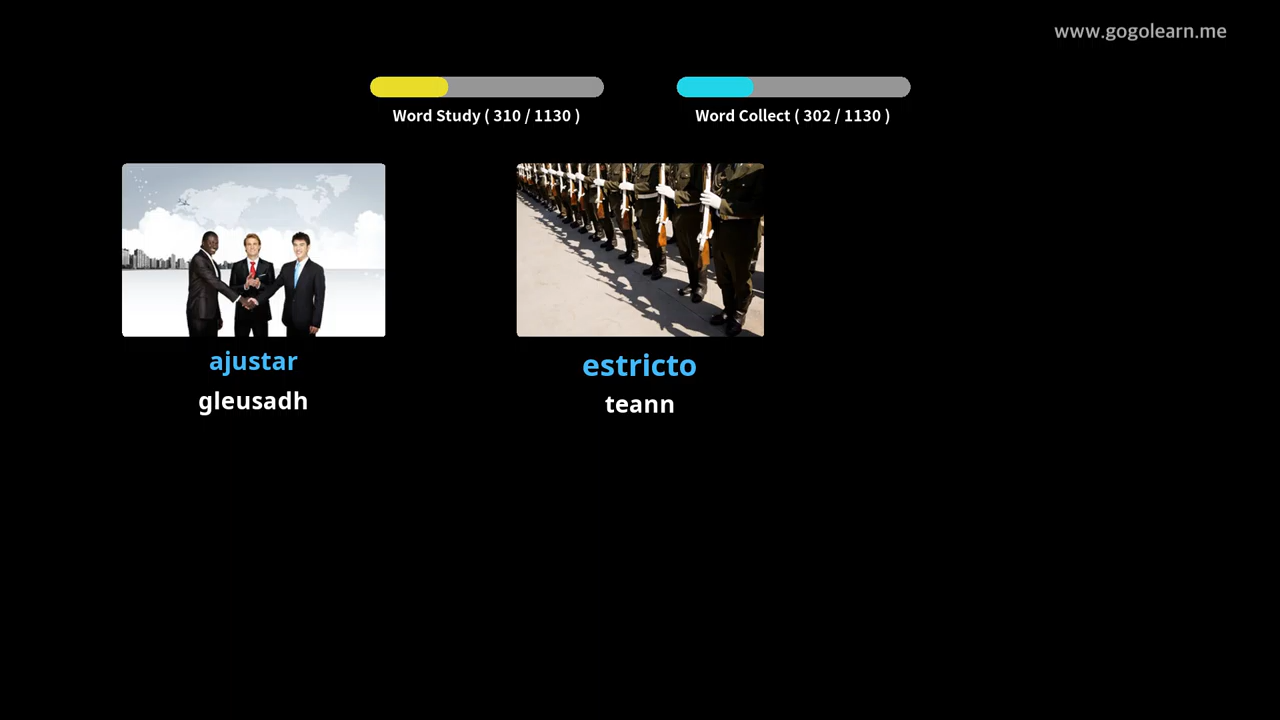 www.gogolearn.me
Word Study ( 310 / 1130 )
Word Collect ( 302 / 1130 )
ajustar
gleusadh
estricto
teann